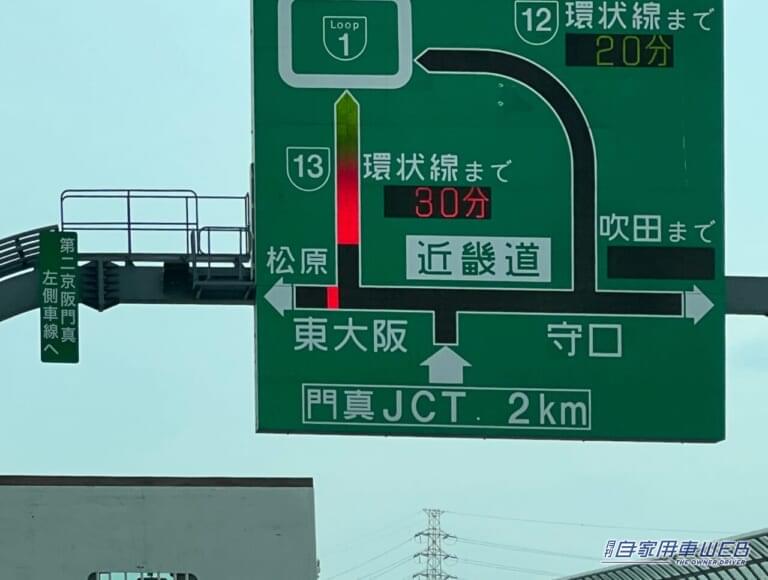 Loop
1
12 環状線まで
20分
13 環状線まで
30分
吹田まで
近畿道
松原
東大阪
守口
門真JCT. 2km
第二京阪門真
左側車線へ
月刊自家用車WEB
THE OWNER DRIVER